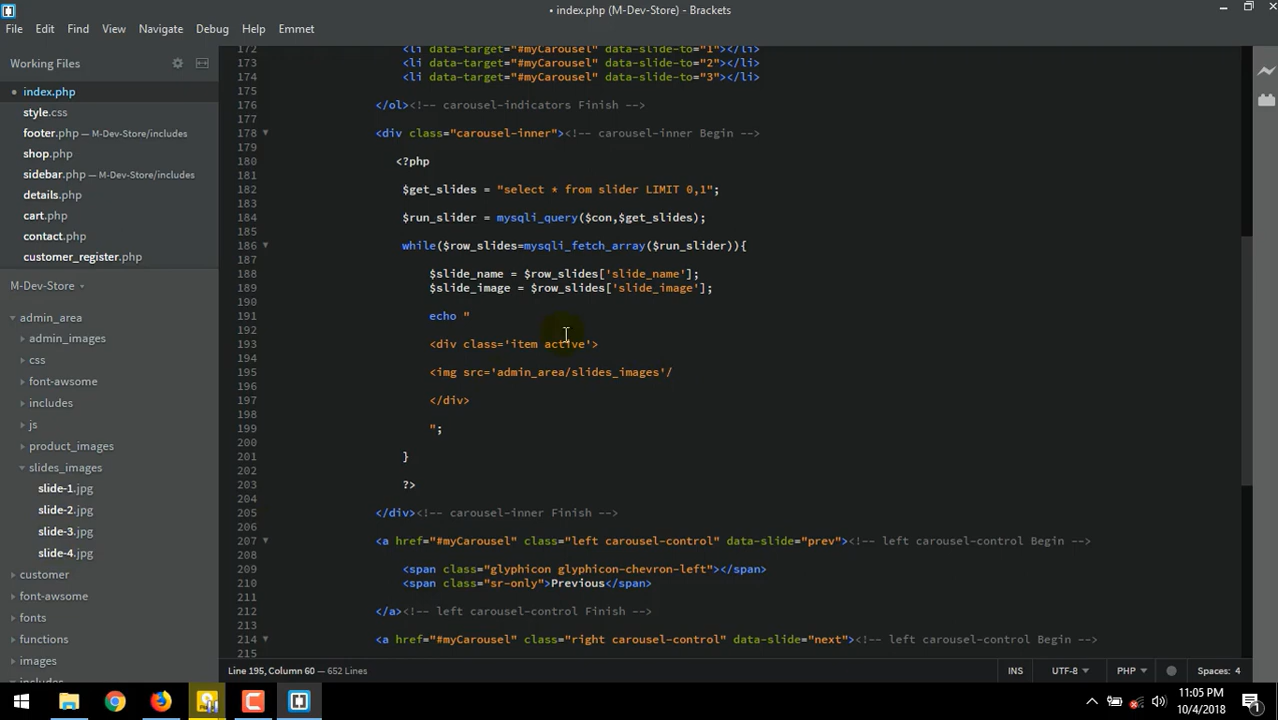 • index.php (M-Dev-Store) - Brackets
File Edit Find View Navigate Debug Help Emmet
Working Files
• index.php
style.css
footer.php — M-Dev-Store/includes
shop.php
sidebar.php — M-Dev-Store/includes
details.php
cart.php
contact.php
customer_register.php
M-Dev-Store
admin_area
admin_images
css
font-awsome
includes
js
product_images
slides_images
slide-1.jpg
slide-2.jpg
slide-3.jpg
slide-4.jpg
customer
font-awsome
fonts
functions
images
includes
172 <li data-target="#myCarousel" data-slide-to="1"></li>
173 <li data-target="#myCarousel" data-slide-to="2"></li>
174 <li data-target="#myCarousel" data-slide-to="3"></li>
175
176 </ol><!-- carousel-indicators Finish -->
177
178 <div class="carousel-inner"><!-- carousel-inner Begin -->
179
180 <?php
181
182 $get_slides = "select * from slider LIMIT 0,1";
183
184 $run_slider = mysqli_query($con,$get_slides);
185
186 while($row_slides=mysqli_fetch_array($run_slider)){
187
188 $slide_name = $row_slides['slide_name'];
189 $slide_image = $row_slides['slide_image'];
190
191 echo "
192
193 <div class='item active'>
194
195 <img src='admin_area/slides_images'/
196
197 </div>
198
199 ";
200
201 }
202
203 ?>
204
205 </div><!-- carousel-inner Finish -->
206
207 <a href="#myCarousel" class="left carousel-control" data-slide="prev"><!-- left carousel-control Begin -->
208
209 <span class="glyphicon glyphicon-chevron-left"></span>
210 <span class="sr-only">Previous</span>
211
212 </a><!-- left carousel-control Finish -->
213
214 <a href="#myCarousel" class="right carousel-control" data-slide="next"><!-- left carousel-control Begin -->
215
Line 195, Column 60 — 652 Lines
INS UTF-8 PHP Spaces: 4
11:05 PM
10/4/2018